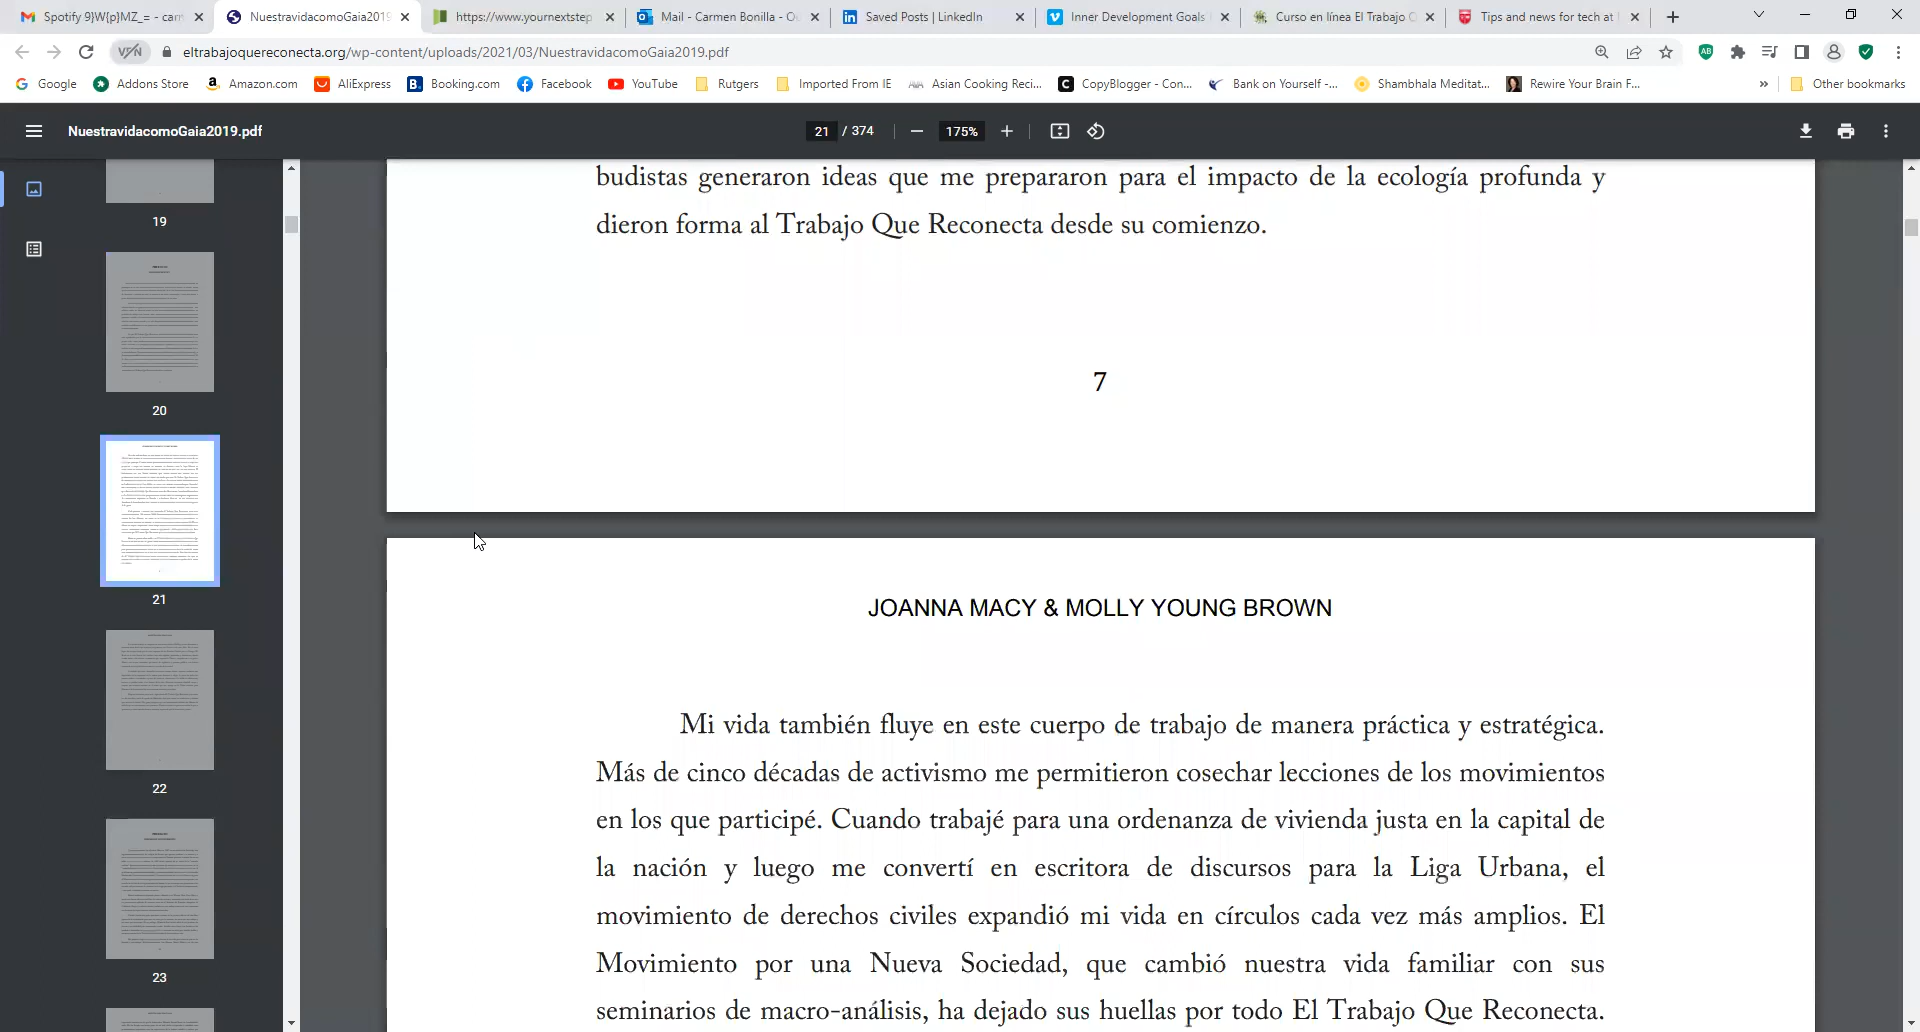 Spotify 9}W{p}MZ_= - can
NuestravidacomoGaia2019
https://www.yournextstep
Mail - Carmen Bonilla - O
Saved Posts | LinkedIn
Inner Development Goals
Curso en línea El Trabajo
Tips and news for tech at
VPN
eltrabajoquereconecta.org/wp-content/uploads/2021/03/NuestravidacomoGaia2019.pdf
Google
Addons Store
Amazon.com
AliExpress
Booking.com
Facebook
YouTube
Rutgers
Imported From IE
Asian Cooking Reci...
CopyBlogger - Con...
Bank on Yourself -...
Shambhala Meditat...
Rewire Your Brain F...
»
Other bookmarks
NuestravidacomoGaia2019.pdf
21 / 374
175%
19
20
21
22
23
budistas generaron ideas que me prepararon para el impacto de la ecología profunda y
dieron forma al Trabajo Que Reconecta desde su comienzo.
7
JOANNA MACY & MOLLY YOUNG BROWN
Mi vida también fluye en este cuerpo de trabajo de manera práctica y estratégica.
Más de cinco décadas de activismo me permitieron cosechar lecciones de los movimientos
en los que participé. Cuando trabajé para una ordenanza de vivienda justa en la capital de
la nación y luego me convertí en escritora de discursos para la Liga Urbana, el
movimiento de derechos civiles expandió mi vida en círculos cada vez más amplios. El
Movimiento por una Nueva Sociedad, que cambió nuestra vida familiar con sus
seminarios de macro-análisis, ha dejado sus huellas por todo El Trabajo Que Reconecta.